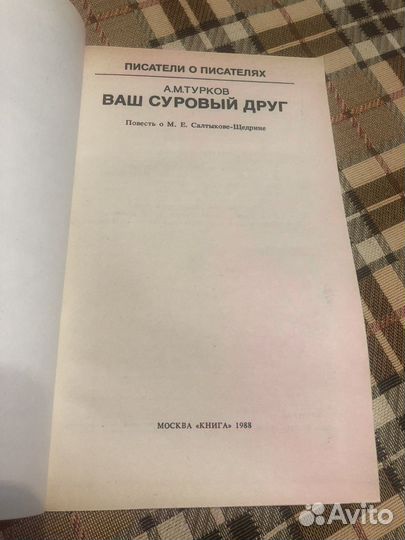 ПИСАТЕЛИ О ПИСАТЕЛЯХ
А.М.ТУРКОВ
ВАШ СУРОВЫЙ ДРУГ
Повесть о М. Е. Салтыкове-Щедрине
МОСКВА «КНИГА» 1988
Avito